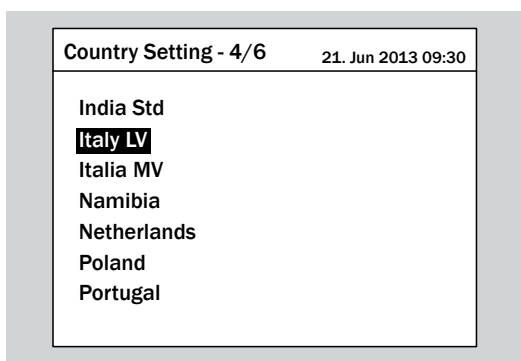 Country Setting - 4/6 21. Jun 2013 09:30
India Std
Italy LV
Italia MV
Namibia
Netherlands
Poland
Portugal